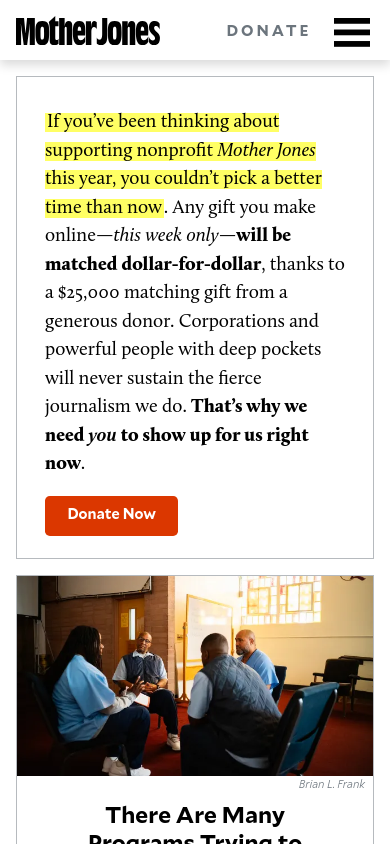 Mother Jones
DONATE
If you’ve been thinking about
supporting nonprofit Mother Jones
this year, you couldn’t pick a better
time than now. Any gift you make
online—this week only—will be
matched dollar-for-dollar, thanks to
a $25,000 matching gift from a
generous donor. Corporations and
powerful people with deep pockets
will never sustain the fierce
journalism we do. That’s why we
need you to show up for us right
now.
Donate Now
Brian L. Frank
There Are Many
Programs Trying to